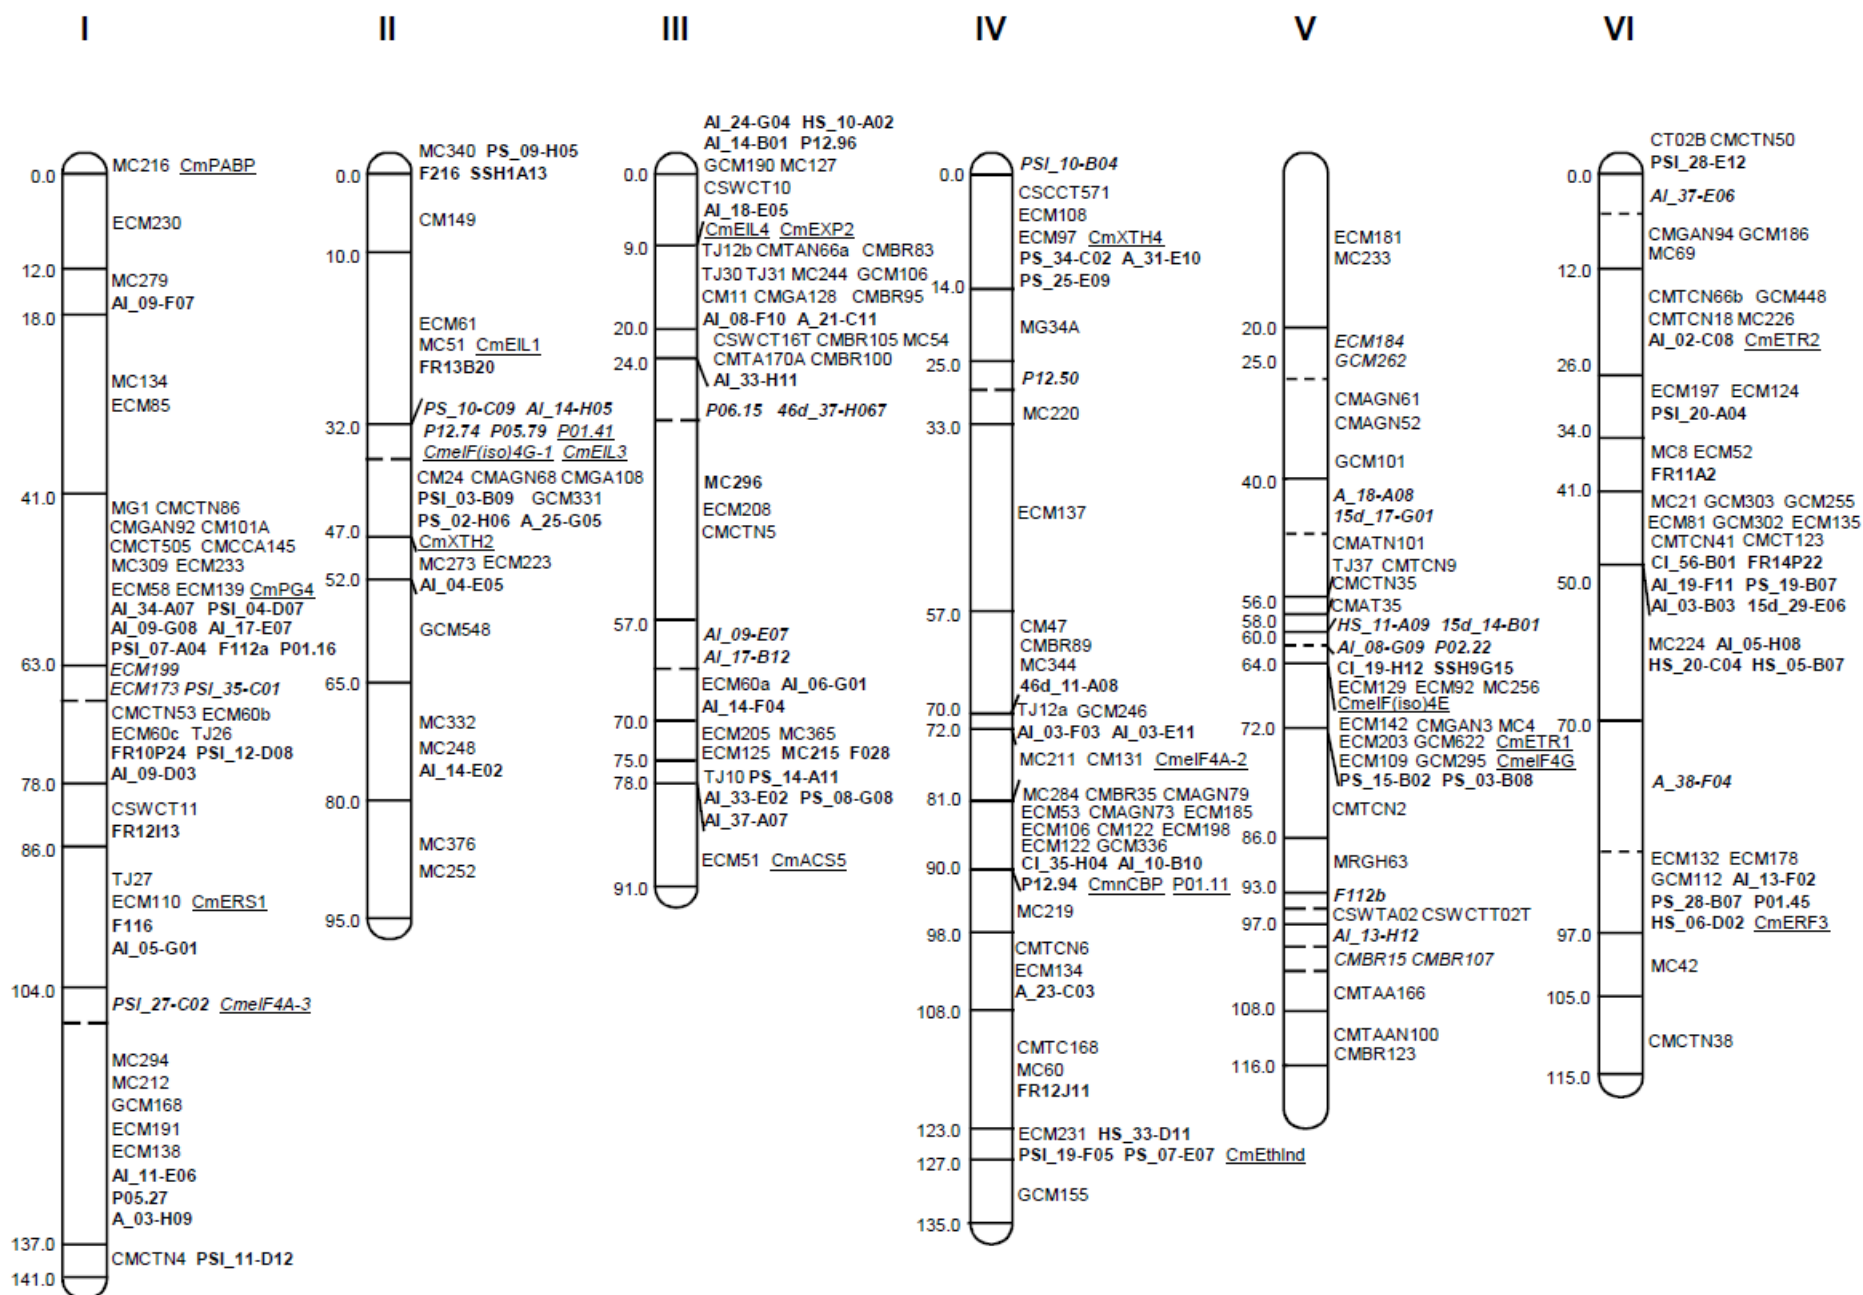 I II III IV V VI
0.0
12.0
18.0
41.0
63.0
78.0
86.0
104.0
137.0
141.0
MC216 CmPABP
ECM230
MC279
AI_09-F07
MC134
ECM85
MG1 CMCTN86
CMGAN92 CM101A
CMCT505 CMCCA145
MC309 ECM233
ECM58 ECM139 CmPG4
AI_34-A07 PSI_04-D07
AI_09-G08 AI_17-E07
PSI_07-A04 F112a P01.16
ECM199
ECM173 PSI_35-C01
CMCTN53 ECM60b
ECM60c TJ26
FR10P24 PSI_12-D08
AI_09-D03
CSWCT11
FR12I13
TJ27
ECM110 CmERS1
F116
AI_05-G01
PSI_27-C02 CmeIF4A-3
MC294
MC212
GCM168
ECM191
ECM138
AI_11-E06
P05.27
A_03-H09
CMCTN4 PSI_11-D12
0.0
10.0
32.0
47.0
52.0
65.0
80.0
95.0
MC340 PS_09-H05
F216 SSH1A13
CM149
ECM61
MC51 CmEIL1
FR13B20
PS_10-C09 AI_14-H05
P12.74 P05.79 P01.41
CmeIF(iso)4G-1 CmEIL3
CM24 CMAGN68 CMGA108
PSI_03-B09 GCM331
PS_02-H06 A_25-G05
CmXTH2
MC273 ECM223
AI_04-E05
GCM548
MC332
MC248
AI_14-E02
MC376
MC252
0.0
9.0
20.0
24.0
57.0
70.0
75.0
78.0
91.0
AI_24-G04 HS_10-A02
AI_14-B01 P12.96
GCM190 MC127
CSWCT10
AI_18-E05
CmEIL4 CmEXP2
TJ12b CMTAN66a CMBR83
TJ30 TJ31 MC244 GCM106
CM11 CMGA128 CMBR95
AI_08-F10 A_21-C11
CSWCT16T CMBR105 MC54
CMTA170A CMBR100
AI_33-H11
P06.15 46d_37-H067
MC296
ECM208
CMCTN5
AI_09-E07
AI_17-B12
ECM60a AI_06-G01
AI_14-F04
ECM205 MC365
ECM125 MC215 F028
TJ10 PS_14-A11
AI_33-E02 PS_08-G08
AI_37-A07
ECM51 CmACS5
0.0
14.0
25.0
33.0
57.0
70.0
72.0
81.0
90.0
98.0
108.0
123.0
127.0
135.0
PSI_10-B04
CSCCT571
ECM108
ECM97 CmXTH4
PS_34-C02 A_31-E10
PS_25-E09
MG34A
P12.50
MC220
ECM137
CM47
CMBR89
MC344
46d_11-A08
TJ12a GCM246
AI_03-F03 AI_03-E11
MC211 CM131 CmeIF4A-2
MC284 CMBR35 CMAGN79
ECM53 CMAGN73 ECM185
ECM106 CM122 ECM198
ECM122 GCM336
CI_35-H04 AI_10-B10
P12.94 CmnCBP P01.11
MC219
CMTCN6
ECM134
A_23-C03
CMTC168
MC60
FR12J11
ECM231 HS_33-D11
PSI_19-F05 PS_07-E07 CmEthInd
GCM155
20.0
25.0
40.0
56.0
58.0
60.0
64.0
72.0
86.0
93.0
97.0
108.0
116.0
ECM181
MC233
ECM184
GCM262
CMAGN61
CMAGN52
GCM101
A_18-A08
15d_17-G01
CMATN101
TJ37 CMTCN9
CMCTN35
CMAT35
HS_11-A09 15d_14-B01
AI_08-G09 P02.22
CI_19-H12 SSH9G15
ECM129 ECM92 MC256
CmeIF(iso)4E
ECM142 CMGAN3 MC4
ECM203 GCM622 CmETR1
ECM109 GCM295 CmeIF4G
PS_15-B02 PS_03-B08
CMTCN2
MRGH63
F112b
CSWTA02 CSWCTT02T
AI_13-H12
CMBR15 CMBR107
CMTAA166
CMTAAN100
CMBR123
0.0
12.0
26.0
34.0
41.0
50.0
70.0
97.0
105.0
115.0
CT02B CMCTN50
PSI_28-E12
AI_37-E06
CMGAN94 GCM186
MC69
CMTCN66b GCM448
CMTCN18 MC226
AI_02-C08 CmETR2
ECM197 ECM124
PSI_20-A04
MC8 ECM52
FR11A2
MC21 GCM303 GCM255
ECM81 GCM302 ECM135
CMTCN41 CMCT123
CI_56-B01 FR14P22
AI_19-F11 PS_19-B07
AI_03-B03 15d_29-E06
MC224 AI_05-H08
HS_20-C04 HS_05-B07
A_38-F04
ECM132 ECM178
GCM112 AI_13-F02
PS_28-B07 P01.45
HS_06-D02 CmERF3
MC42
CMCTN38